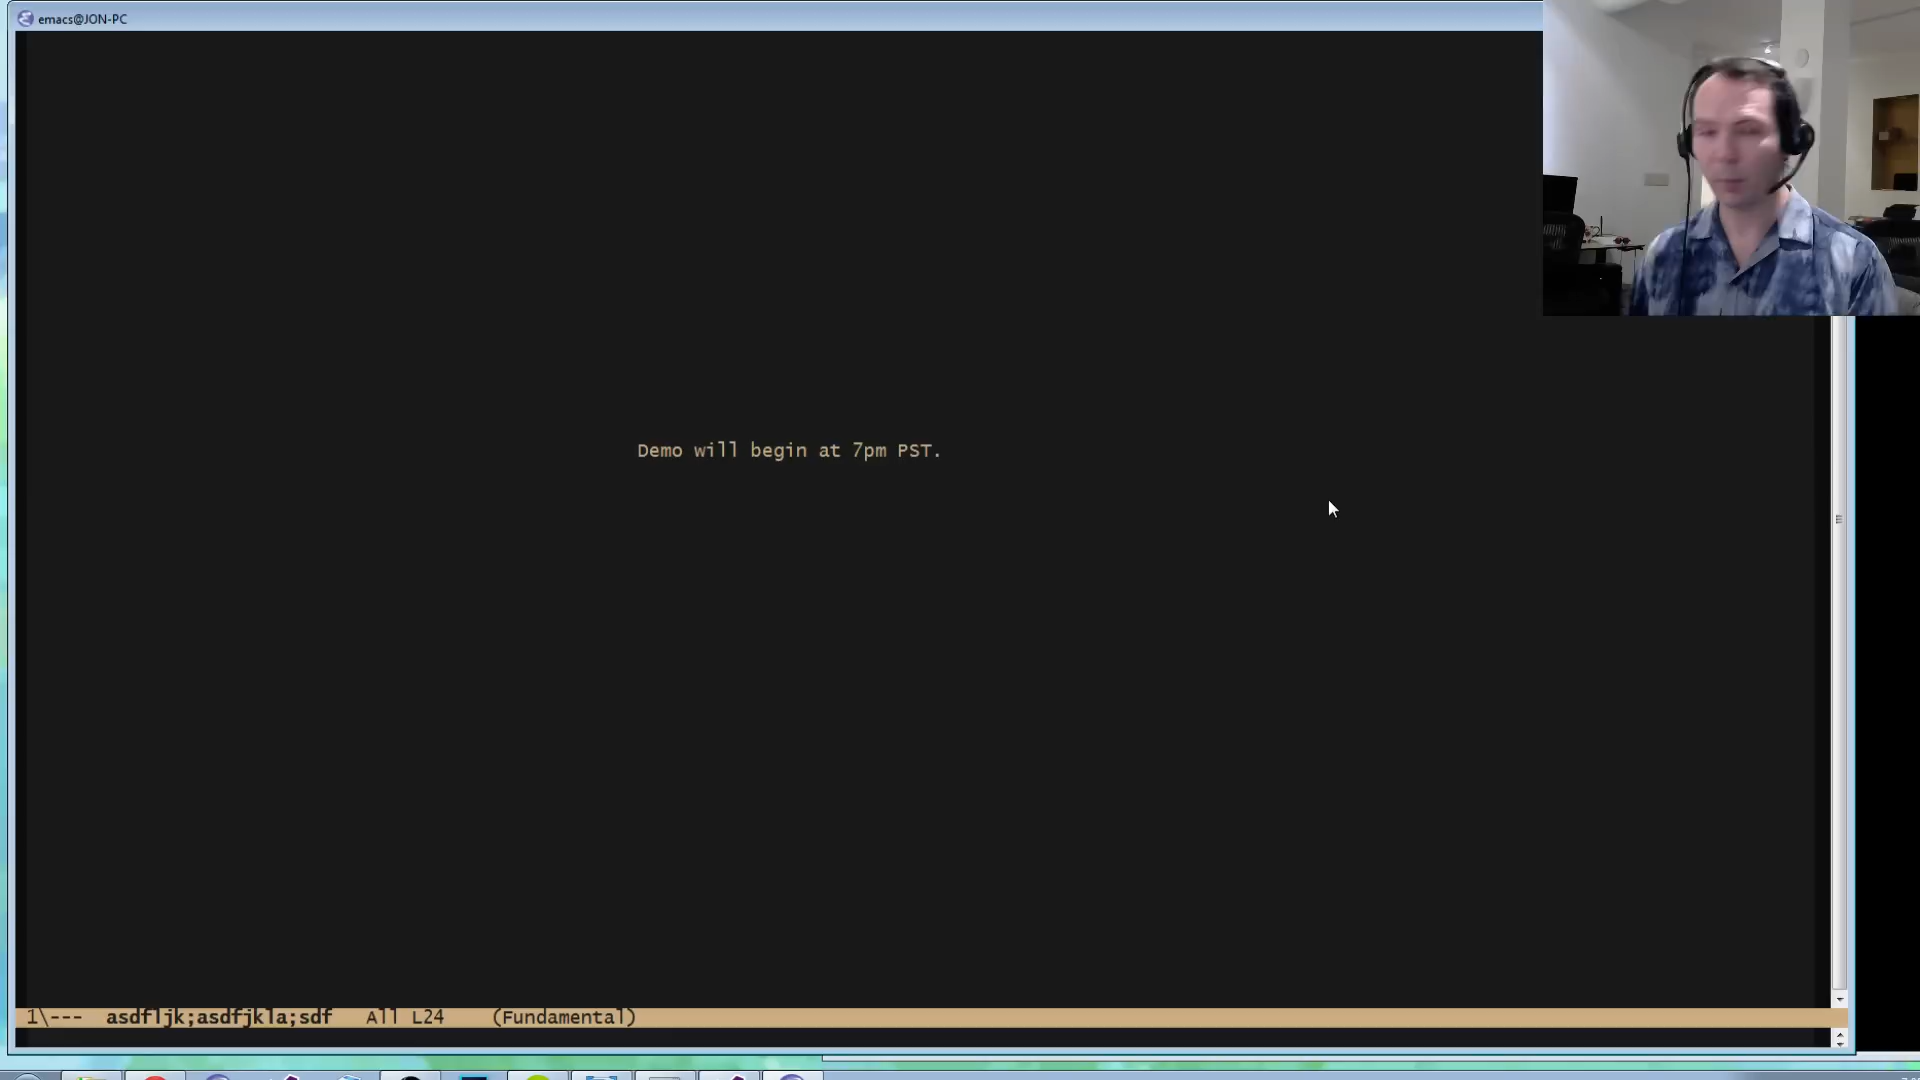 emacs@JON-PC
Demo will begin at 7pm PST.
1\--- asdfljk;asdfjkla;sdf All L24 (Fundamental)